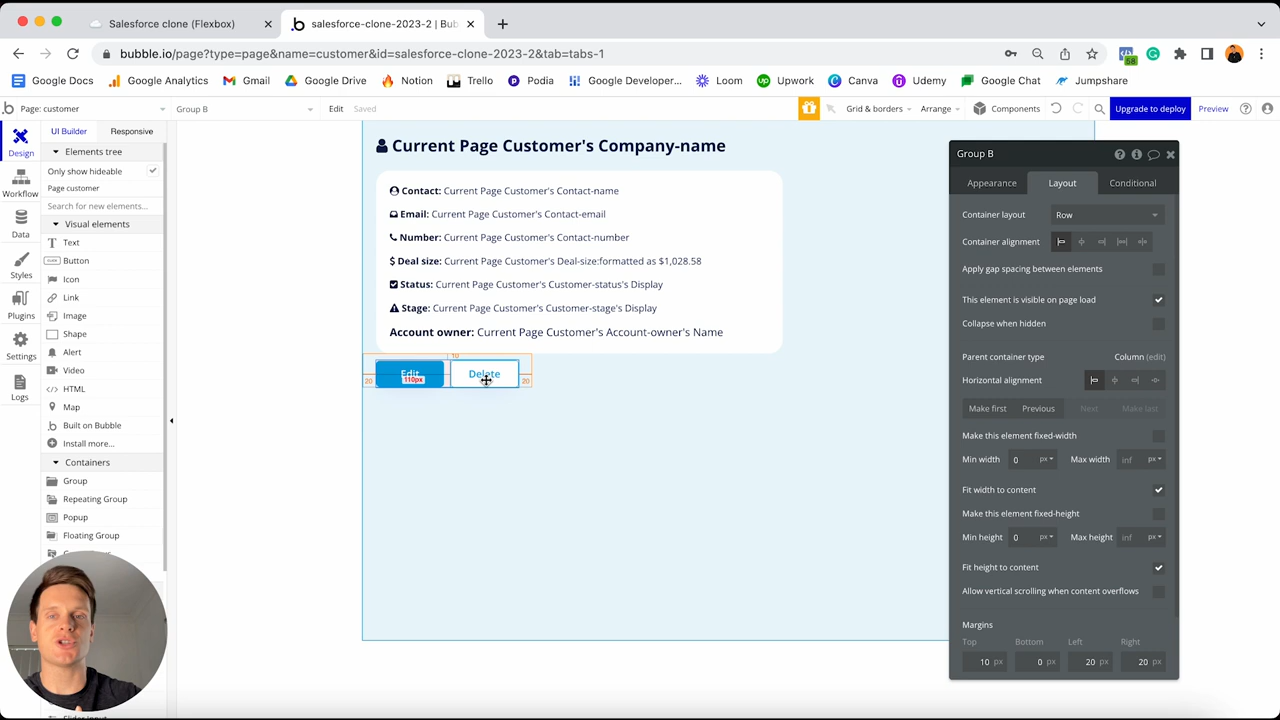 Salesforce clone (Flexbox)
salesforce-clone-2023-2 | Bub
bubble.io/page?type=page&name=customer&id=salesforce-clone-2023-2&tab=tabs-1
58
Google Docs Google Analytics Gmail Google Drive Notion Trello Podia Google Developer... Loom Upwork Canva Udemy Google Chat Jumpshare
Page: customer Group B Edit Saved Grid & borders Arrange Components Upgrade to deploy Preview
Design
Workflow
Data
Styles
Plugins
Settings
Logs
UI Builder Responsive
Elements tree
Only show hideable
Page customer
Search for new elements...
Visual elements
Text
Button
Icon
Link
Image
Shape
Alert
Video
HTML
Map
Built on Bubble
Install more...
Containers
Group
Repeating Group
Popup
Floating Group
Current Page Customer's Company-name
Contact: Current Page Customer's Contact-name
Email: Current Page Customer's Contact-email
Number: Current Page Customer's Contact-number
Deal size: Current Page Customer's Deal-size:formatted as $1,028.58
Status: Current Page Customer's Customer-status's Display
Stage: Current Page Customer's Customer-stage's Display
Account owner: Current Page Customer's Account-owner's Name
10
20 Edit Delete 20
110px
Group B
Appearance Layout Conditional
Container layout Row
Container alignment
Apply gap spacing between elements
This element is visible on page load
Collapse when hidden
Parent container type Column (edit)
Horizontal alignment
Make first Previous Next Make last
Make this element fixed-width
Min width 0 px Max width inf px
Fit width to content
Make this element fixed-height
Min height 0 px Max height inf px
Fit height to content
Allow vertical scrolling when content overflows
Margins
Top Bottom Left Right
10 px 0 px 20 px 20 px